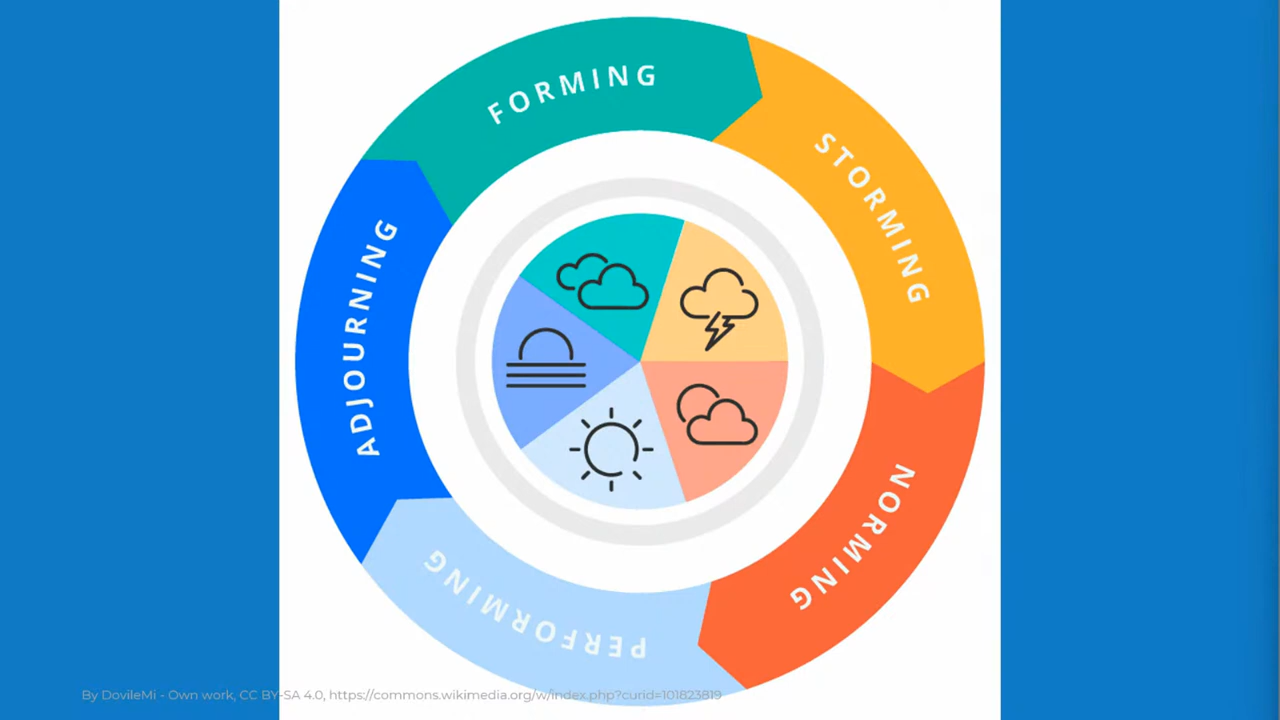 FORMING
STORMING
NORMING
PERFORMING
ADJOURNING
By DovileMi - Own work, CC BY-SA 4.0, https://commons.wikimedia.org/w/index.php?curid=101823819